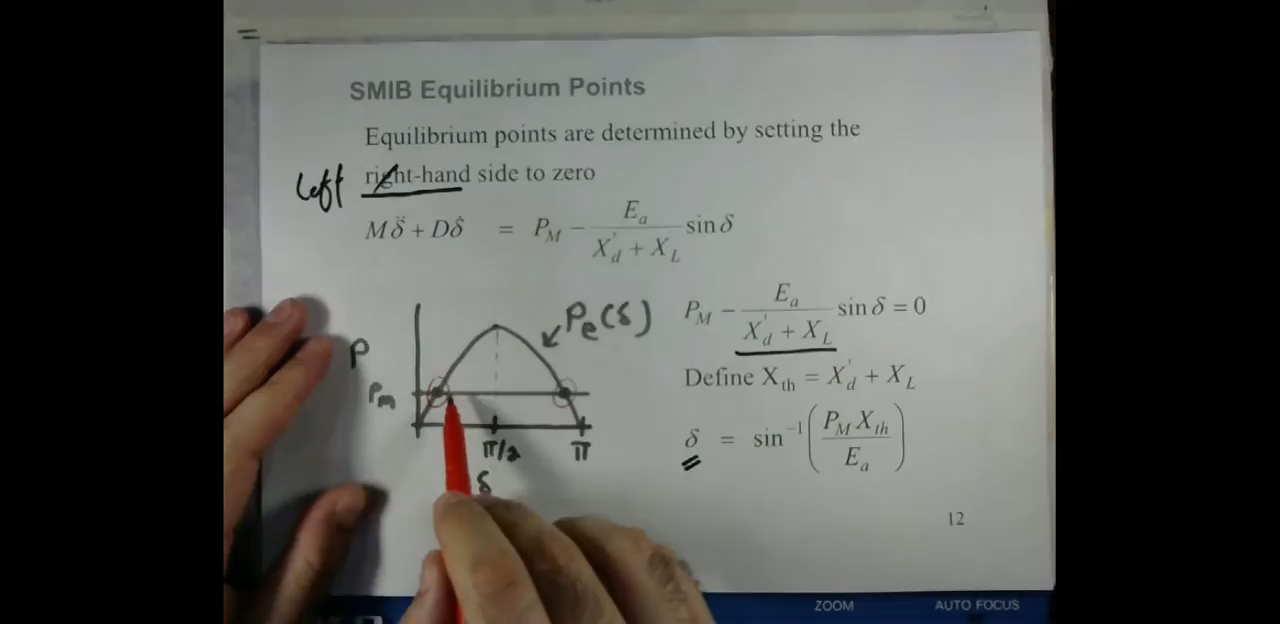 SMIB Equilibrium Points
Equilibrium points are determined by setting the
left right-hand side to zero
Mδ̈ + Dδ̇ = P_M − E_a / (X'_d + X_L) sin δ
P_e(δ)
P
P_m
π/2 π
δ
P_M − E_a / (X'_d + X_L) sin δ = 0
Define X_th = X'_d + X_L
δ = sin⁻¹(P_M X_th / E_a)
12
ZOOM AUTO FOCUS